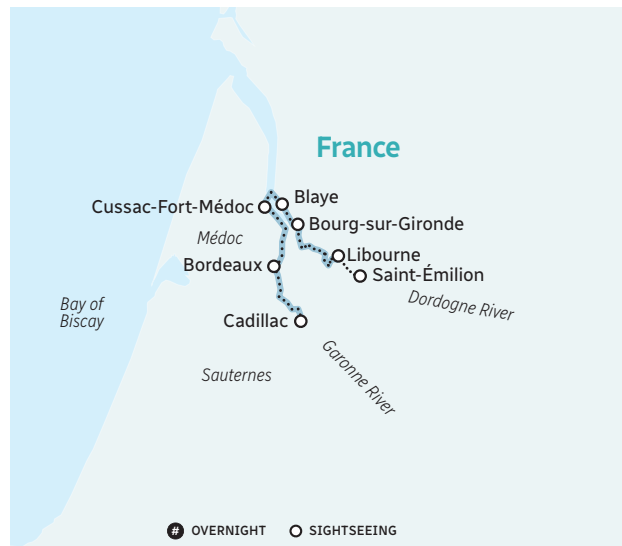 France
Blaye
Cussac-Fort-Médoc
Bourg-sur-Gironde
Médoc
Libourne
Bordeaux
Saint-Émilion
Bay of
Biscay
Dordogne River
Cadillac
Garonne River
Sauternes
# OVERNIGHT
SIGHTSEEING